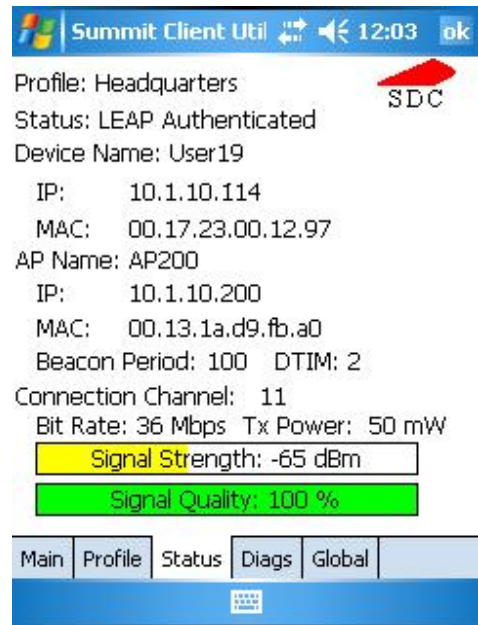 Summit Client Util 12:03 ok
SDC
Profile: Headquarters
Status: LEAP Authenticated
Device Name: User19
IP: 10.1.10.114
MAC: 00.17.23.00.12.97
AP Name: AP200
IP: 10.1.10.200
MAC: 00.13.1a.d9.fb.a0
Beacon Period: 100 DTIM: 2
Connection Channel: 11
Bit Rate: 36 Mbps Tx Power: 50 mW
Signal Strength: -65 dBm
Signal Quality: 100 %
Main Profile Status Diags Global